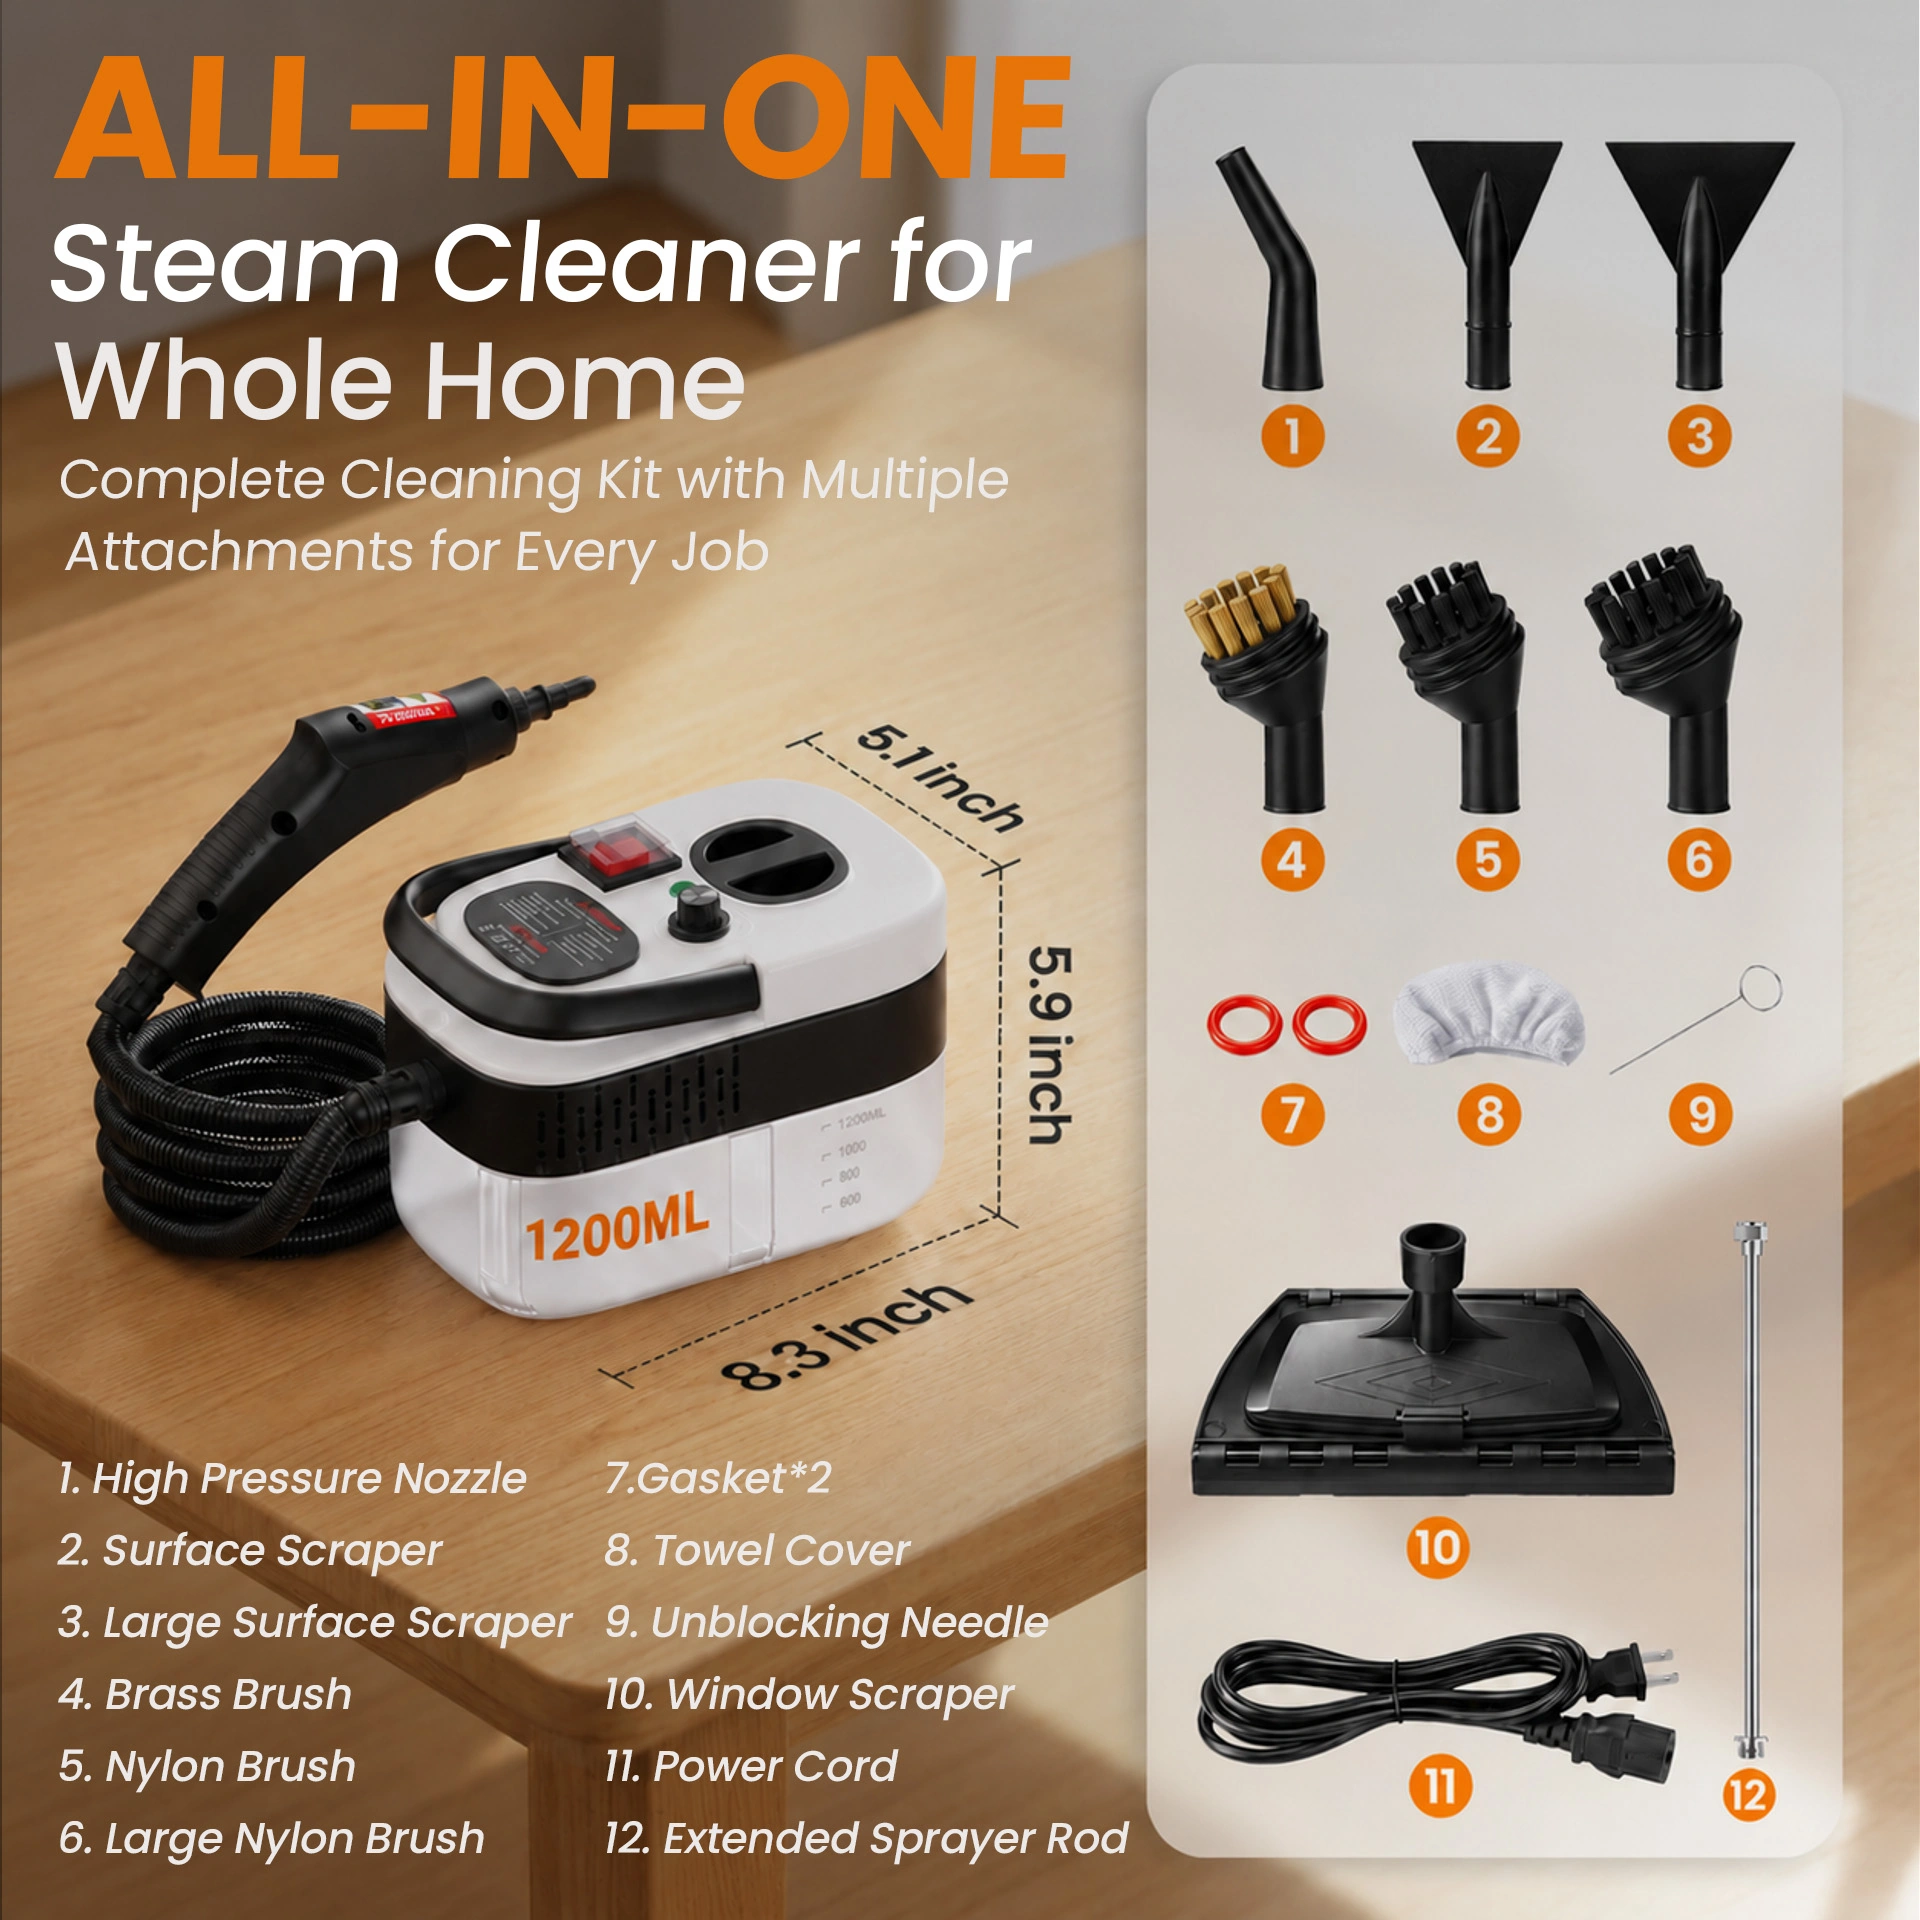 ALL-IN-ONE
Steam Cleaner for
Whole Home
Complete Cleaning Kit with Multiple
Attachments for Every Job
5.1 inch
5.9 inch
8.3 inch
1200ML
1000
800
600
1200ML
1. High Pressure Nozzle
2. Surface Scraper
3. Large Surface Scraper
4. Brass Brush
5. Nylon Brush
6. Large Nylon Brush
7.Gasket*2
8. Towel Cover
9. Unblocking Needle
10. Window Scraper
11. Power Cord
12. Extended Sprayer Rod
1
2
3
4
5
6
7
8
9
10
11
12